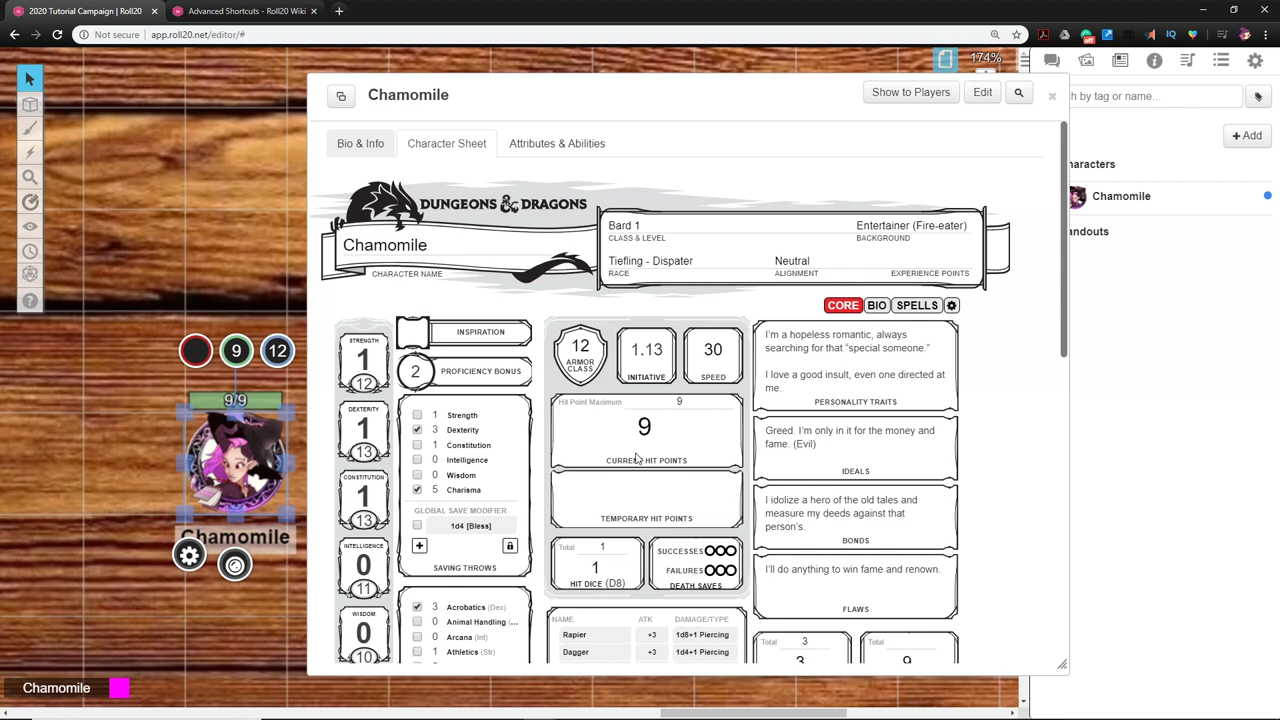 2020 Tutorial Campaign | Roll20
Advanced Shortcuts - Roll20 Wiki
Not secure | app.roll20.net/editor/#
off
174%
Chamomile
Show to Players
Edit
h by tag or name...
Bio & Info
Character Sheet
Attributes & Abilities
+ Add
haracters
Chamomile
andouts
DUNGEONS & DRAGONS
Chamomile
CHARACTER NAME
Bard 1
CLASS & LEVEL
Entertainer (Fire-eater)
BACKGROUND
Tiefling - Dispater
RACE
Neutral
ALIGNMENT
EXPERIENCE POINTS
CORE
BIO
SPELLS
STRENGTH
1
12
DEXTERITY
1
13
CONSTITUTION
1
13
INTELLIGENCE
0
11
WISDOM
0
10
INSPIRATION
2 PROFICIENCY BONUS
1 Strength
3 Dexterity
1 Constitution
0 Intelligence
0 Wisdom
5 Charisma
GLOBAL SAVE MODIFIER
1d4 [Bless]
SAVING THROWS
3 Acrobatics (Dex)
0 Animal Handling (...
0 Arcana (Int)
1 Athletics (Str)
12
ARMOR
CLASS
1.13
INITIATIVE
30
SPEED
Hit Point Maximum 9
9
CURRENT HIT POINTS
TEMPORARY HIT POINTS
Total 1
1
HIT DICE (D8)
SUCCESSES
FAILURES
DEATH SAVES
NAME ATK DAMAGE/TYPE
Rapier +3 1d8+1 Piercing
Dagger +3 1d4+1 Piercing
I'm a hopeless romantic, always
searching for that “special someone.”
I love a good insult, even one directed at
me.
PERSONALITY TRAITS
Greed. I'm only in it for the money and
fame. (Evil)
IDEALS
I idolize a hero of the old tales and
measure my deeds against that
person's.
BONDS
I'll do anything to win fame and renown.
FLAWS
Total 3
3
9
9
9
12
9/9
Chamomile
Chamomile